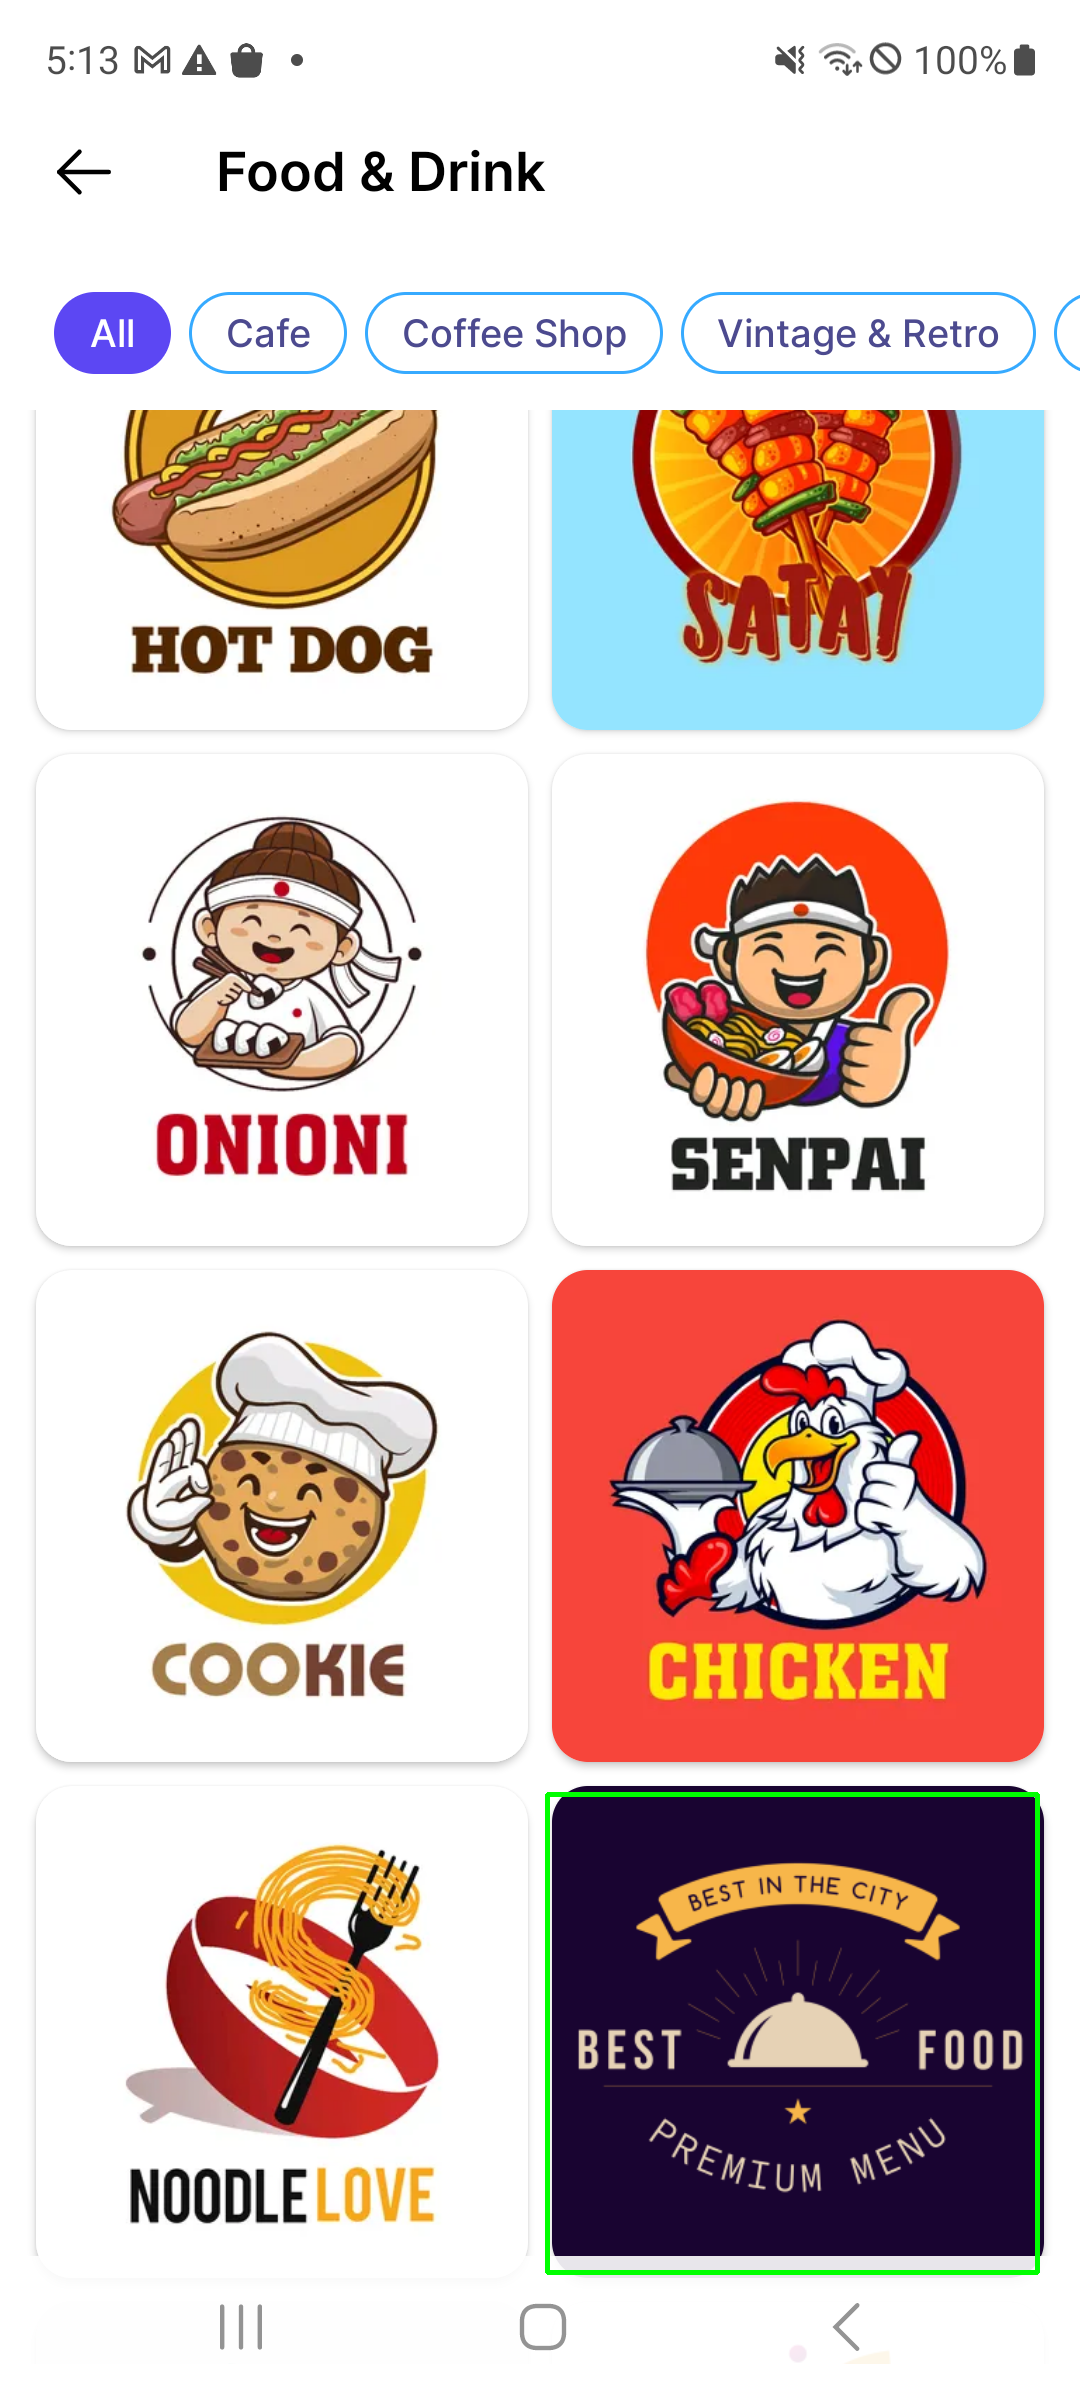 5:13 100%
Food & Drink
All Cafe Coffee Shop Vintage & Retro
HOT DOG
SATAY
ONIONI
SENPAI
COOKIE
CHICKEN
NOODLE LOVE
BEST IN THE CITY
BEST FOOD
PREMIUM MENU